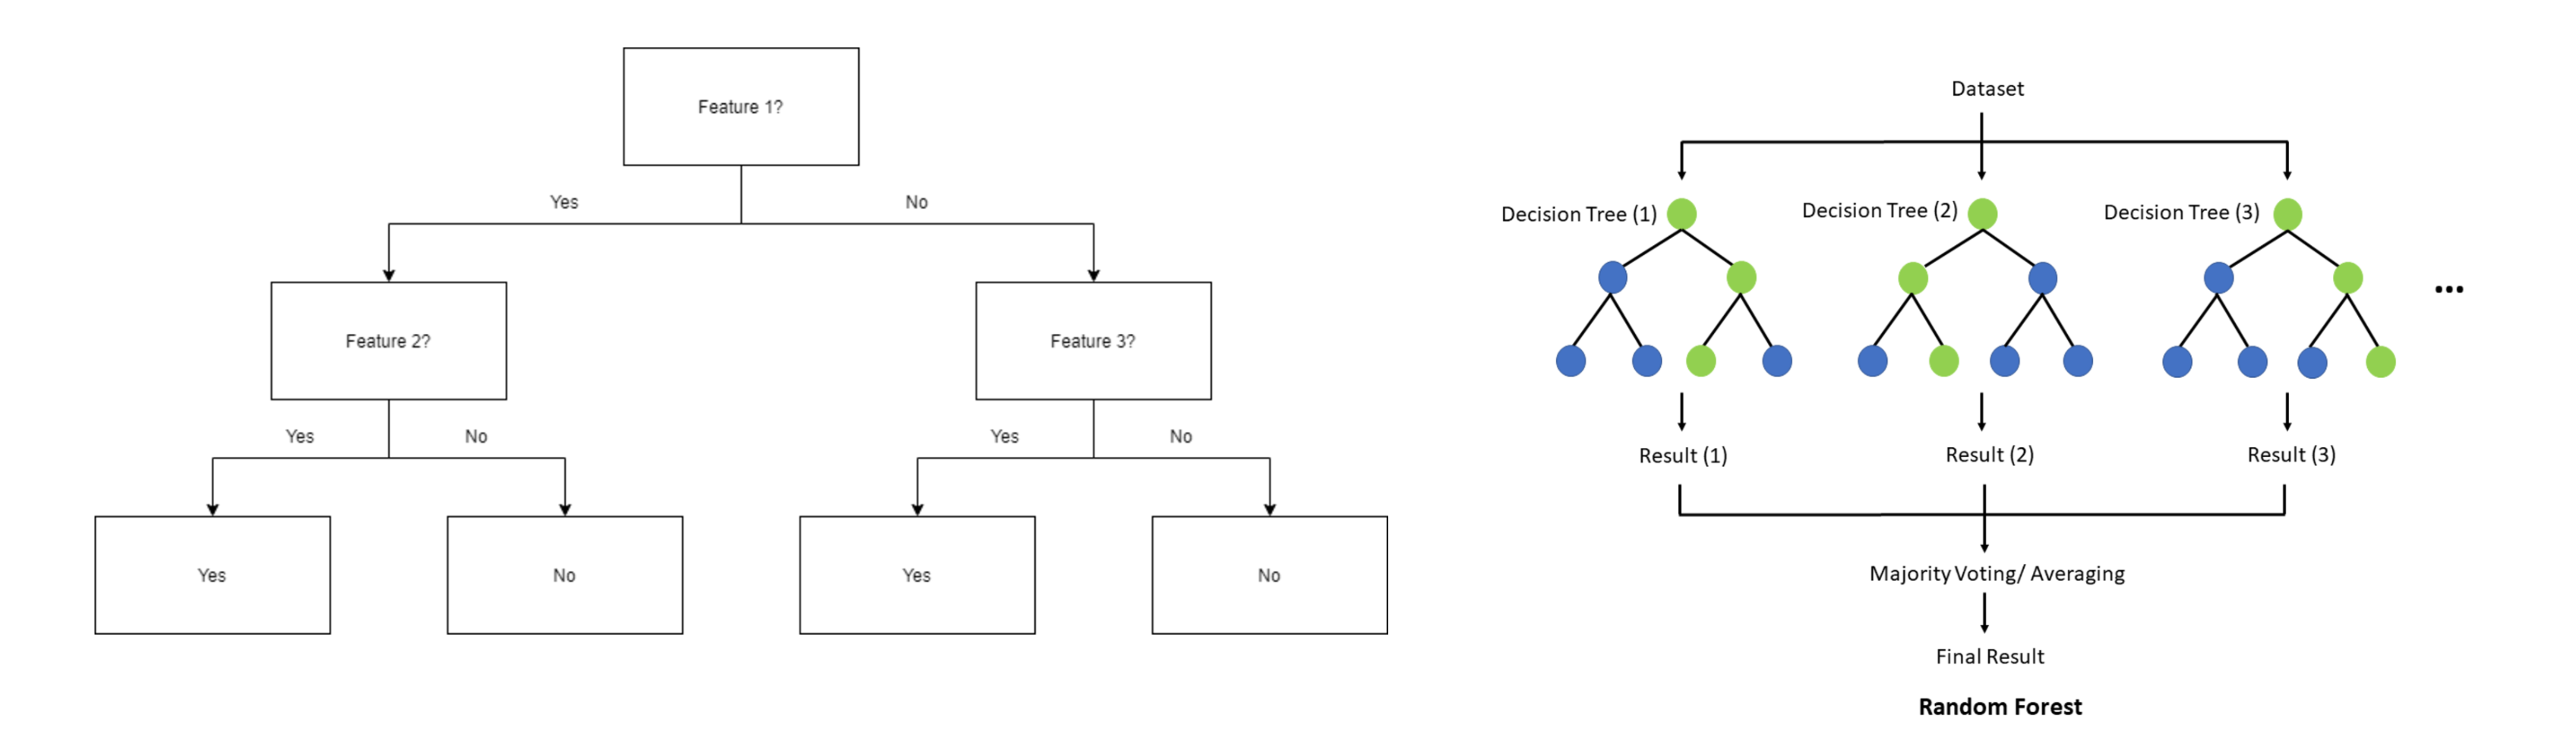 Feature 1?
Yes
No
Feature 2?
Feature 3?
Yes
No
Yes
No
Yes
No
Yes
No
Dataset
Decision Tree (1)
Decision Tree (2)
Decision Tree (3)
...
Result (1)
Result (2)
Result (3)
Majority Voting/ Averaging
Final Result
Random Forest